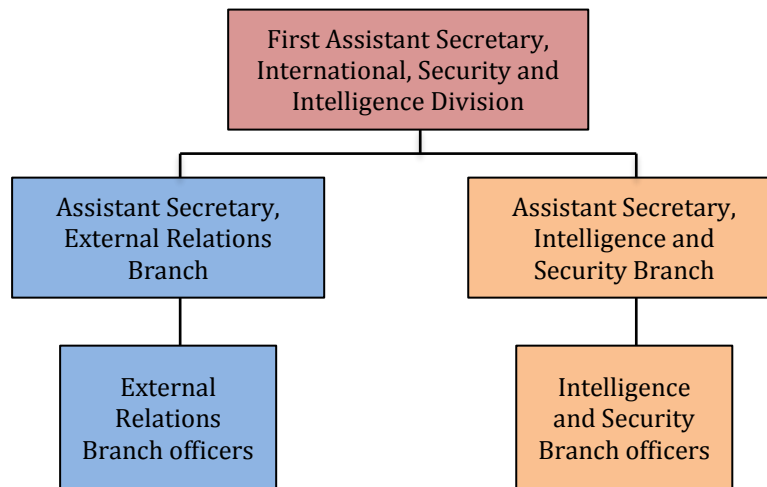 First Assistant Secretary,
International, Security and
Intelligence Division
Assistant Secretary,
External Relations
Branch
Assistant Secretary,
Intelligence and
Security Branch
External
Relations
Branch officers
Intelligence
and Security
Branch officers